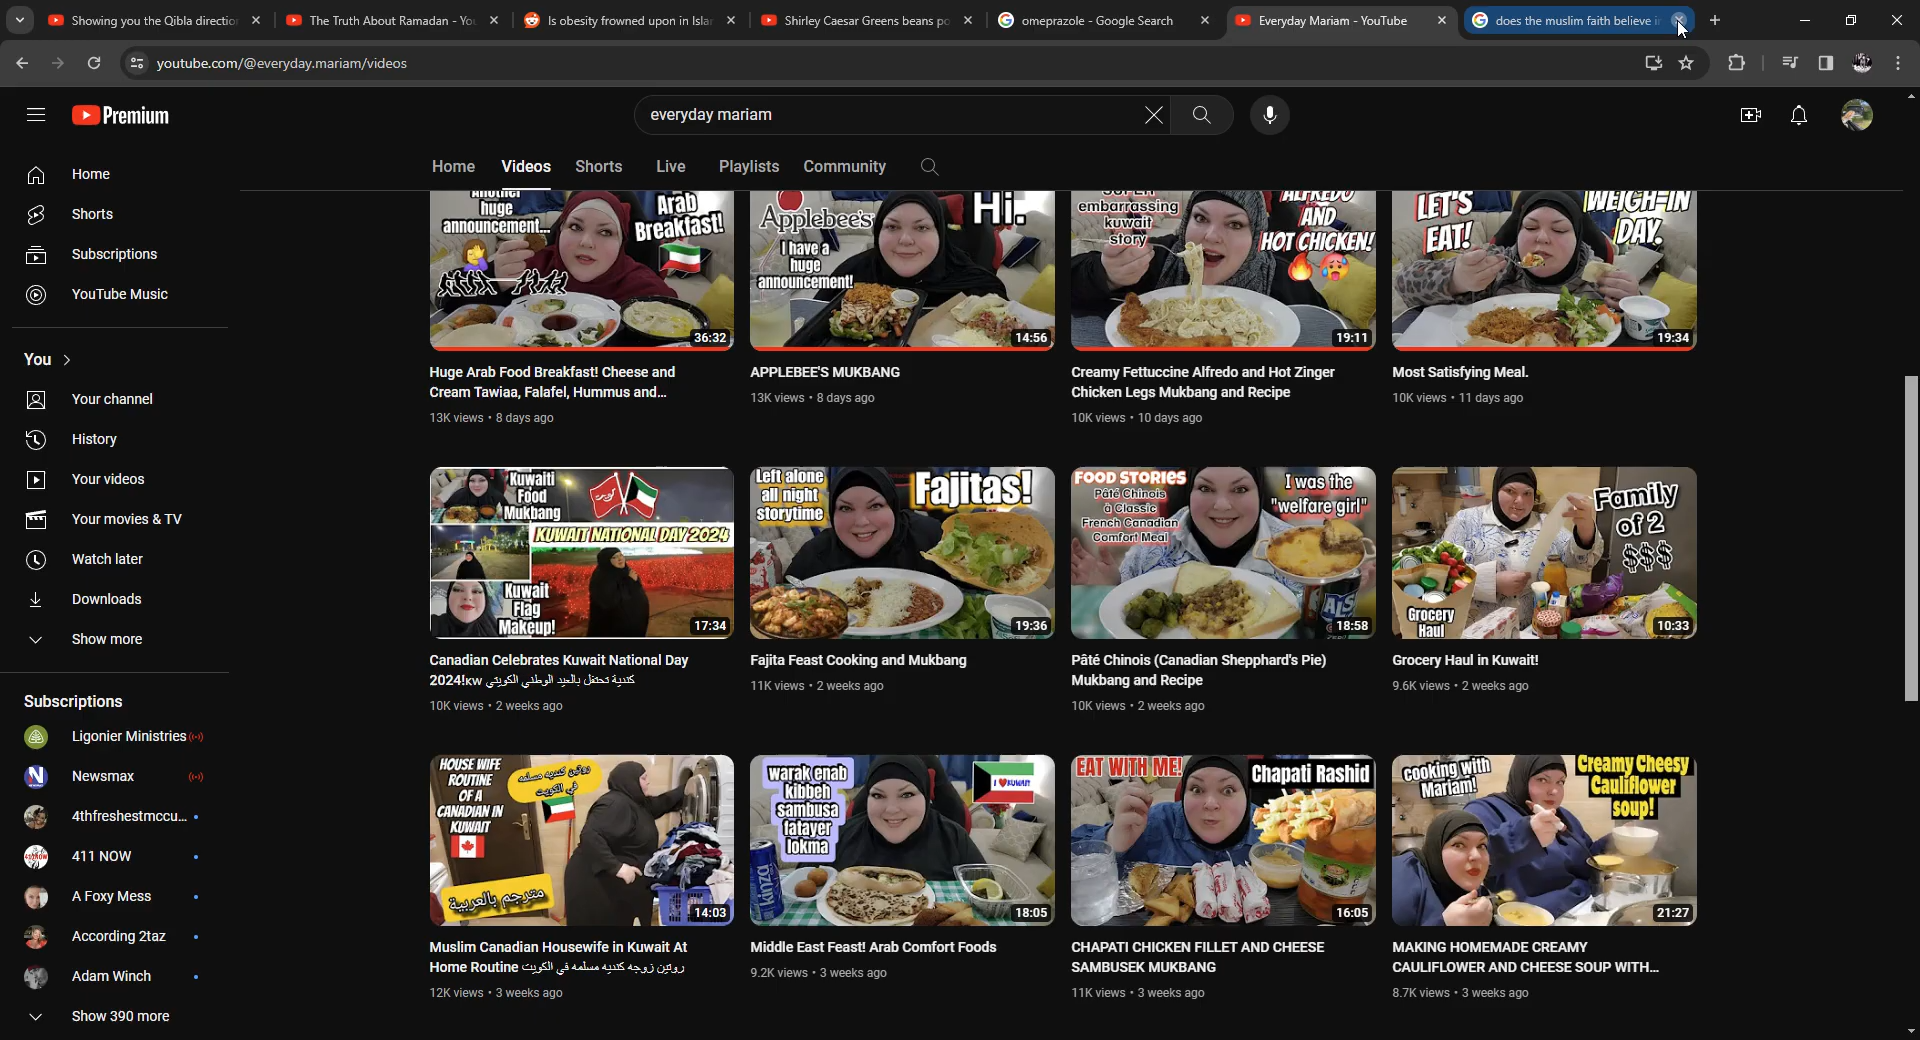 Showing you the Qibla directio
The Truth About Ramadan - You
Is obesity frowned upon in Islar
Shirley Caesar Greens beans po
omeprazole - Google Search
Everyday Mariam - YouTube
does the muslim faith believe i
youtube.com/@everyday.mariam/videos
Premium
everyday mariam
Home
Videos
Shorts
Live
Playlists
Community
Home
Shorts
Subscriptions
YouTube Music
You
Your channel
History
Your videos
Your movies & TV
Watch later
Downloads
Show more
Subscriptions
Ligonier Ministries
Newsmax
4thfreshestmccu...
411 NOW
A Foxy Mess
According 2taz
Adam Winch
Show 390 more
Another
huge
announcement...
Arab
Breakfast!
36:32
Applebee's
I have a
huge
announcement!
Hi.
14:56
SUPER
embarrassing
kuwait
story
ALFREDO
AND
HOT CHICKEN!
19:11
LET'S
EAT!
WEIGH-IN
DAY.
19:34
Huge Arab Food Breakfast! Cheese and
Cream Tawiaa, Falafel, Hummus and...
13K views • 8 days ago
APPLEBEE'S MUKBANG
13K views • 8 days ago
Creamy Fettuccine Alfredo and Hot Zinger
Chicken Legs Mukbang and Recipe
10K views • 10 days ago
Most Satisfying Meal.
10K views • 11 days ago
Kuwaiti
Food
Mukbang
KUWAIT NATIONAL DAY 2024
Kuwait
Flag
Makeup!
17:34
Left alone
all night
storytime
Fajitas!
19:36
FOOD STORIES
Pâté Chinois
a Classic
French Canadian
Comfort Meal
I was the
"welfare girl"
18:58
Family
of 2
$$$
Grocery
Haul
10:33
Canadian Celebrates Kuwait National Day
2024!KW كندية تحتفل بالعيد الوطني الكويتي
10K views • 2 weeks ago
Fajita Feast Cooking and Mukbang
11K views • 2 weeks ago
Pâté Chinois (Canadian Shepphard's Pie)
Mukbang and Recipe
10K views • 2 weeks ago
Grocery Haul in Kuwait!
9.6K views • 2 weeks ago
HOUSE WIFE
ROUTINE
OF A
CANADIAN IN
KUWAIT
روتين كنديه مسلمه
في الكويت
مترجم بالعربية
14:03
warak enab
kibbeh
sambusa
fatayer
lokma
I KUWAIT
kinza
18:05
EAT WITH ME!
Chapati Rashid
16:05
cooking with
Mariam!
Creamy Cheesy
Cauliflower
soup!
21:27
Muslim Canadian Housewife in Kuwait At
Home Routine روتين زوجه كنديه مسلمه في الكويت
12K views • 3 weeks ago
Middle East Feast! Arab Comfort Foods
9.2K views • 3 weeks ago
CHAPATI CHICKEN FILLET AND CHEESE
SAMBUSEK MUKBANG
11K views • 3 weeks ago
MAKING HOMEMADE CREAMY
CAULIFLOWER AND CHEESE SOUP WITH...
8.7K views • 3 weeks ago